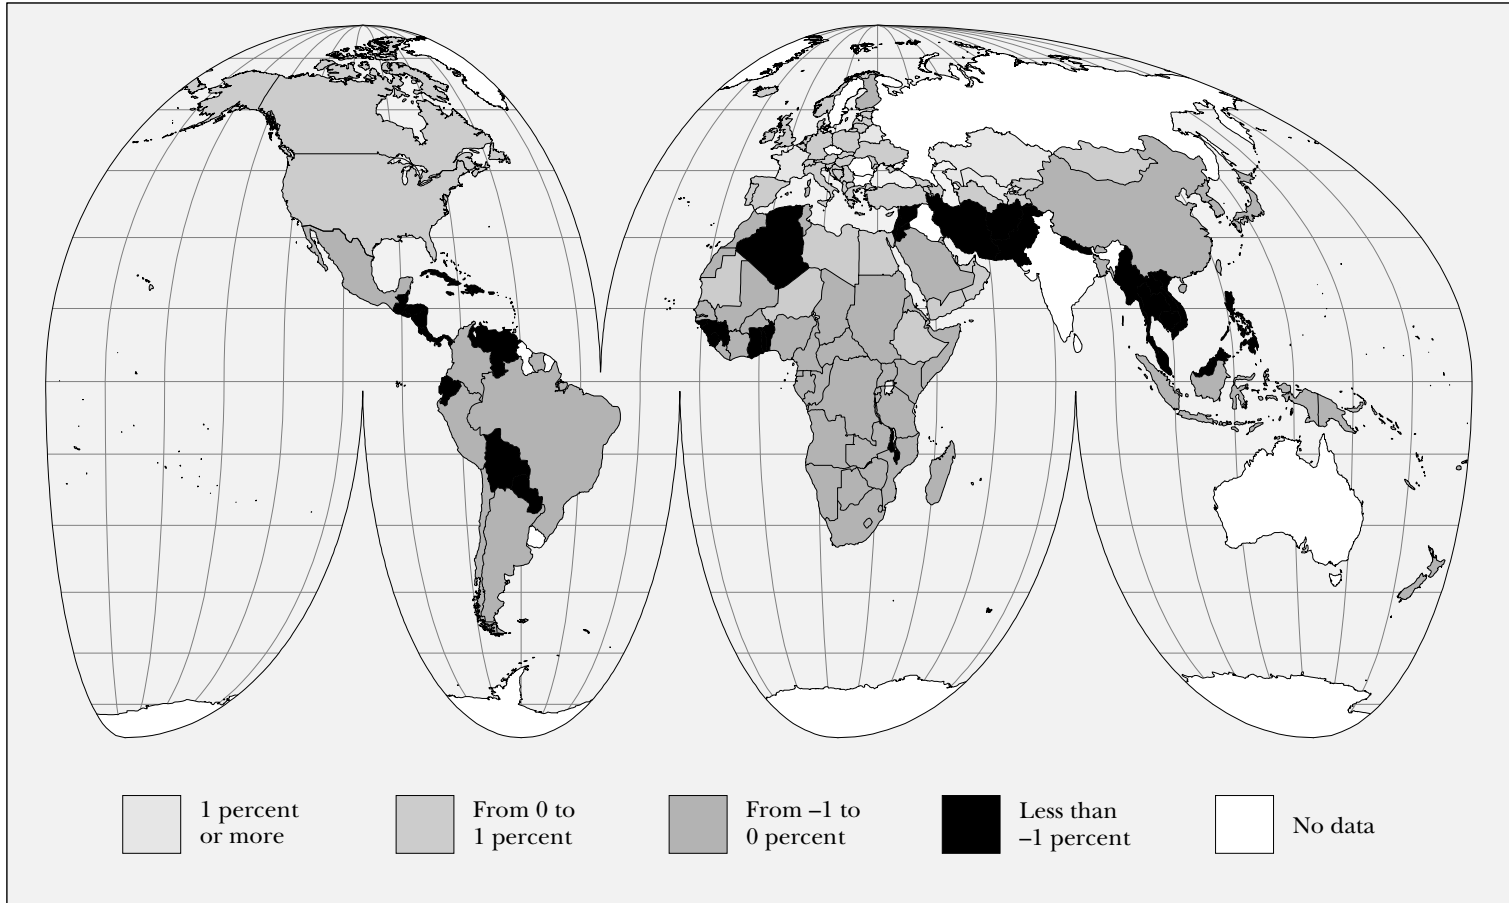 1 percent
or more
From 0 to
1 percent
From –1 to
0 percent
Less than
–1 percent
No data